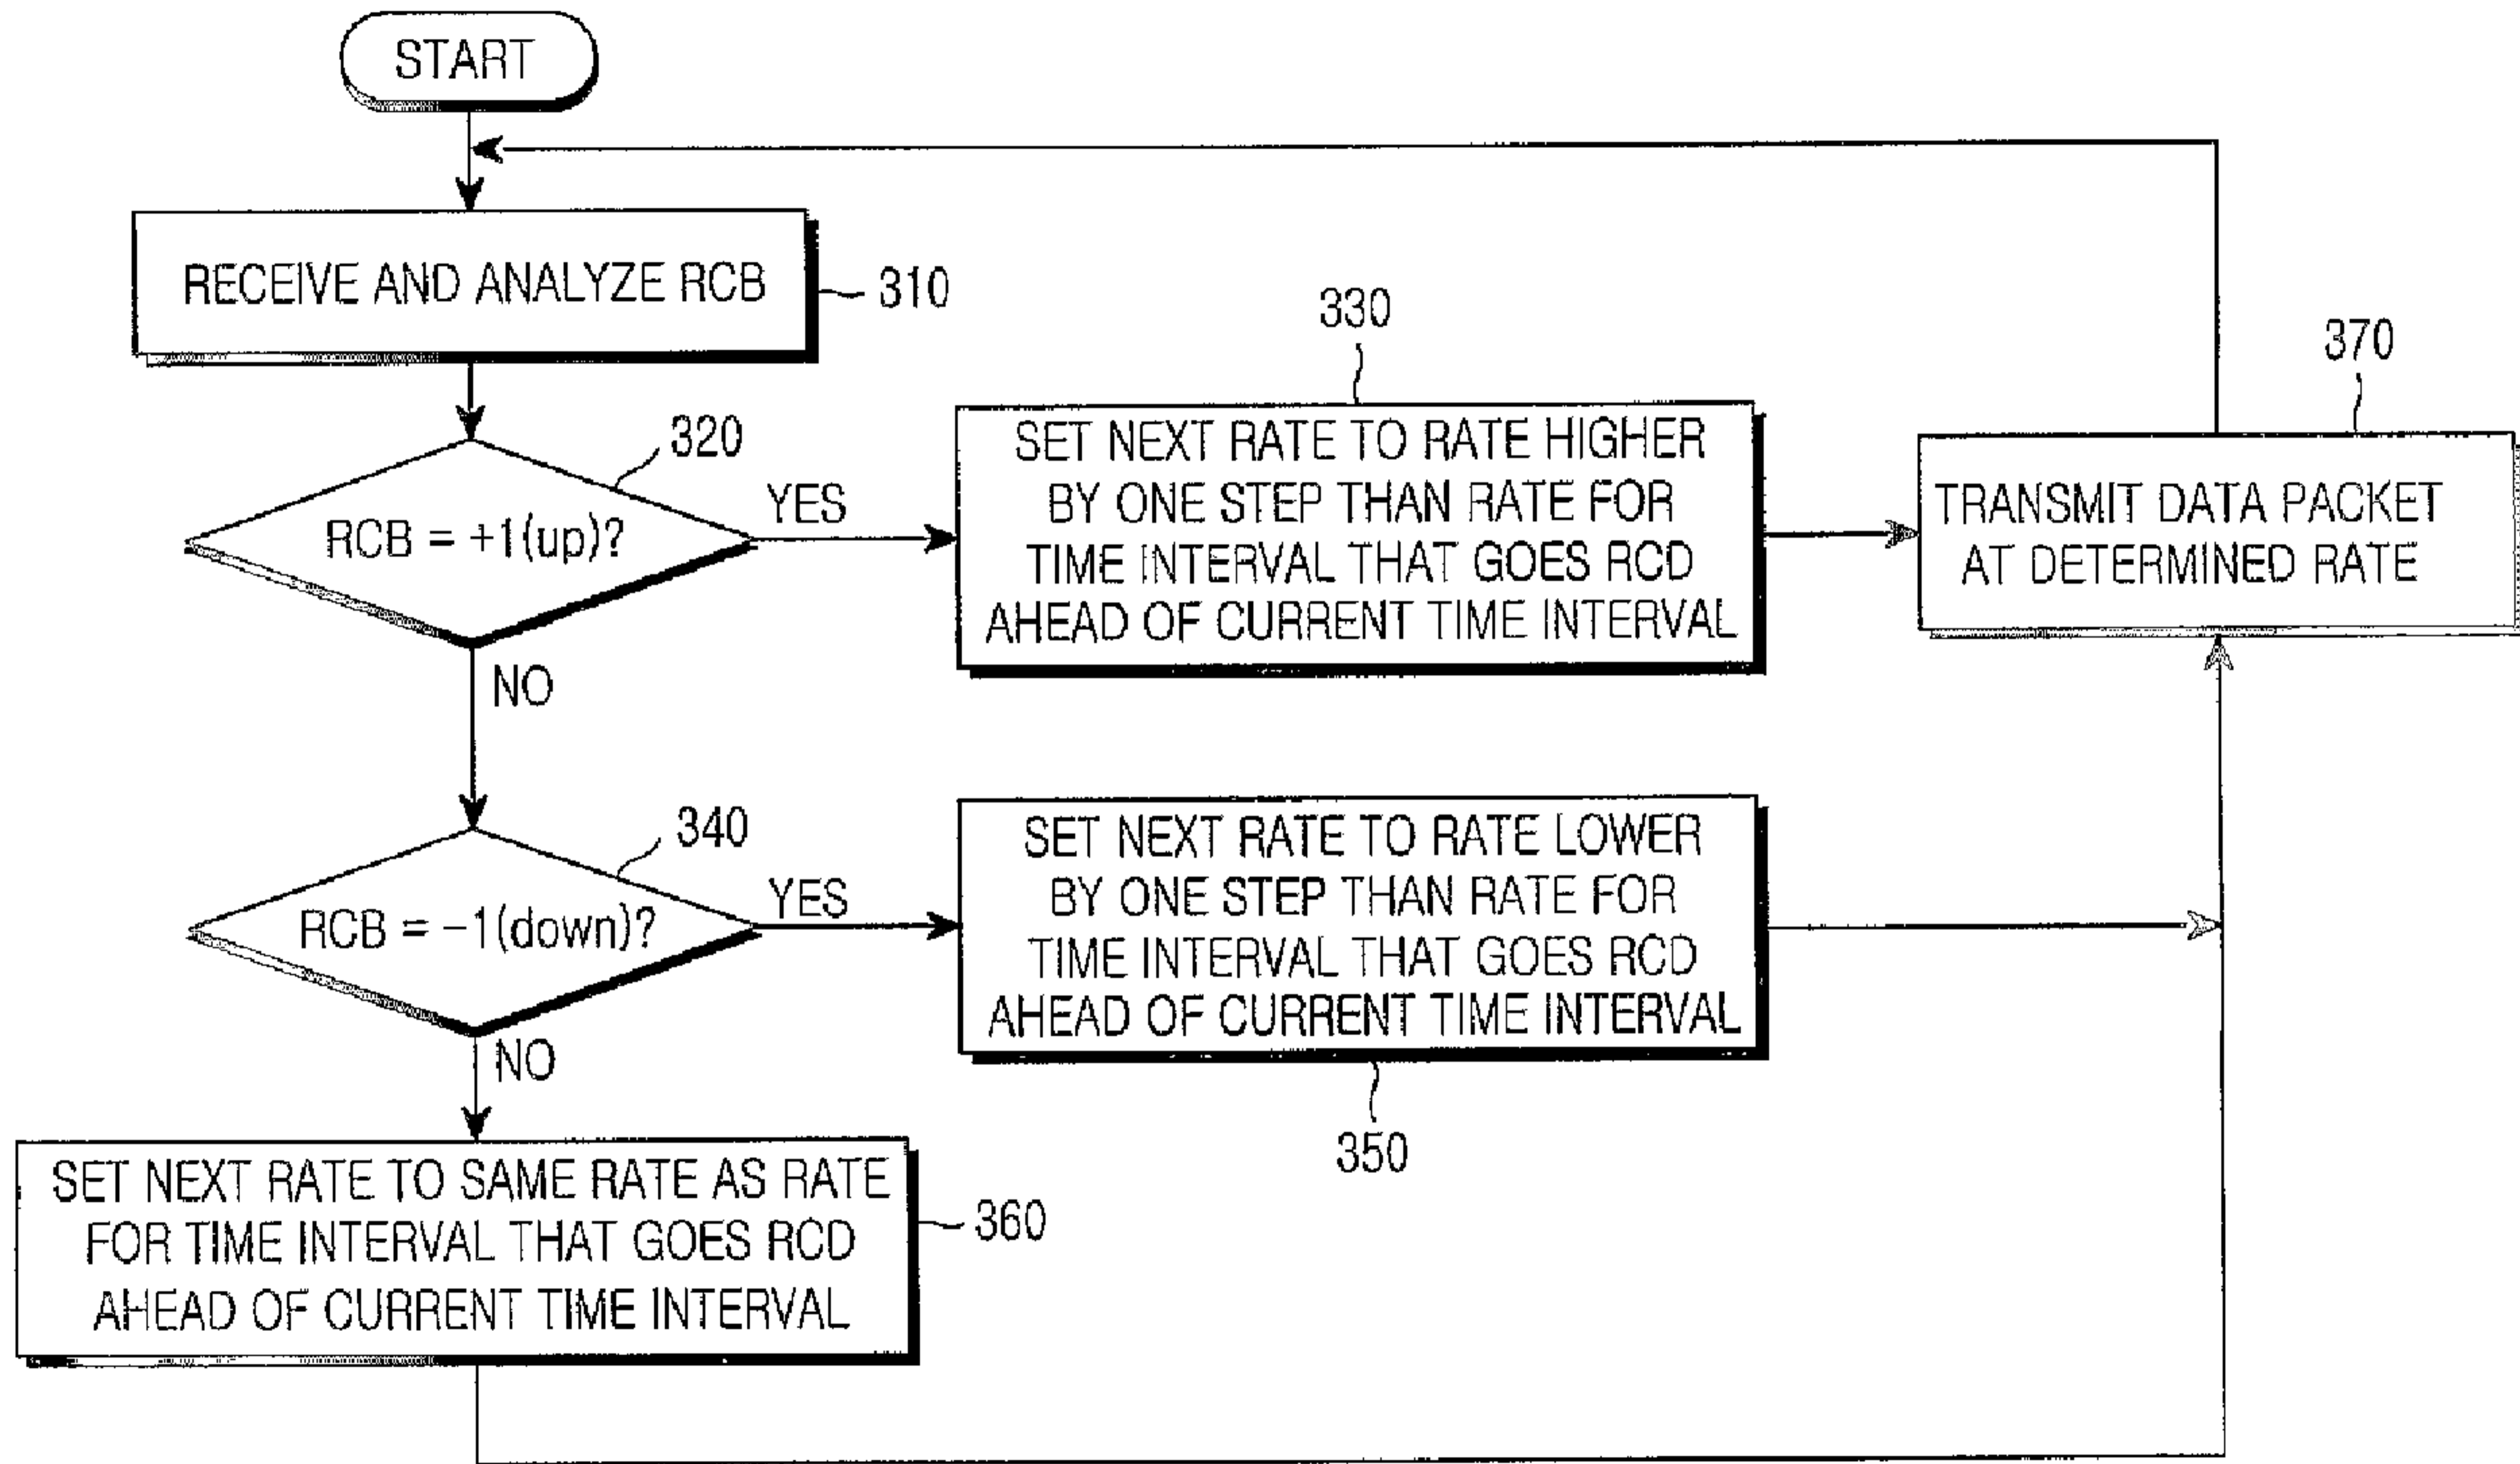 START
RECEIVE AND ANALYZE RCB
310
320
RCB = +1(up)?
YES
NO
330
SET NEXT RATE TO RATE HIGHER
BY ONE STEP THAN RATE FOR
TIME INTERVAL THAT GOES RCD
AHEAD OF CURRENT TIME INTERVAL
370
TRANSMIT DATA PACKET
AT DETERMINED RATE
340
RCB = -1(down)?
YES
NO
SET NEXT RATE TO RATE LOWER
BY ONE STEP THAN RATE FOR
TIME INTERVAL THAT GOES RCD
AHEAD OF CURRENT TIME INTERVAL
350
SET NEXT RATE TO SAME RATE AS RATE
FOR TIME INTERVAL THAT GOES RCD
AHEAD OF CURRENT TIME INTERVAL
360